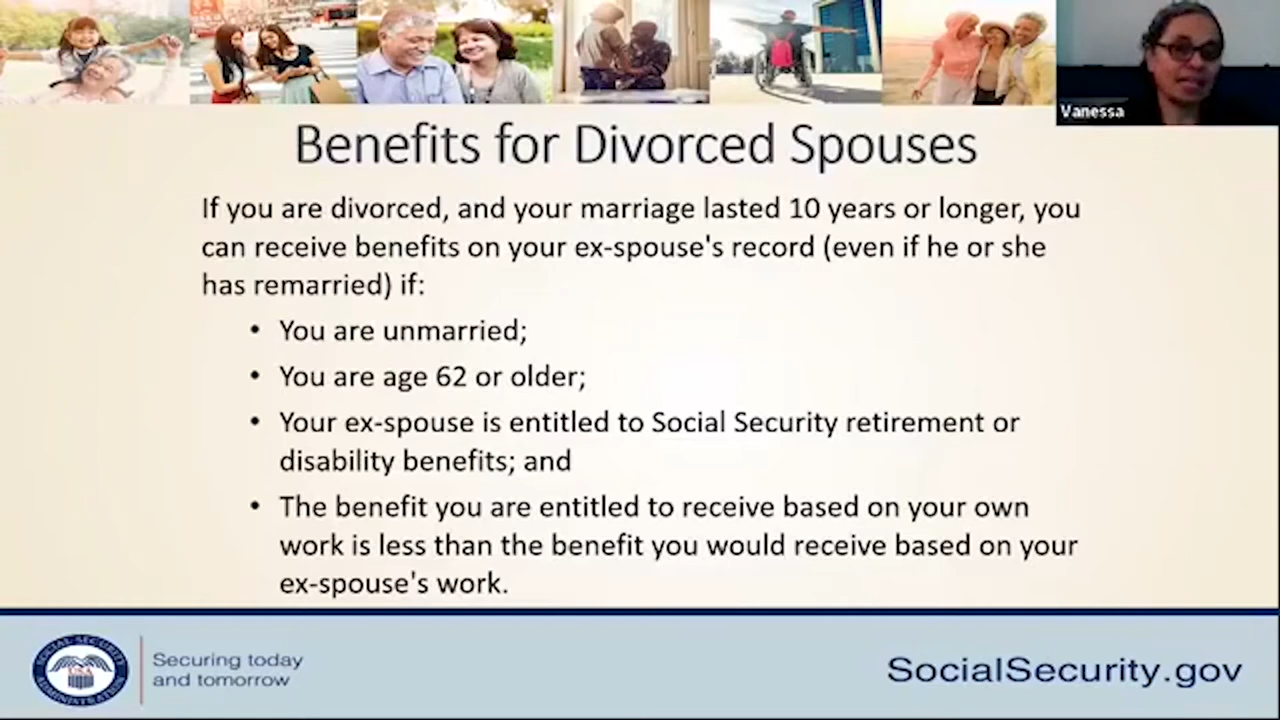 Vanessa
Benefits for Divorced Spouses
If you are divorced, and your marriage lasted 10 years or longer, you
can receive benefits on your ex-spouse's record (even if he or she
has remarried) if:
• You are unmarried;
• You are age 62 or older;
• Your ex-spouse is entitled to Social Security retirement or
disability benefits; and
• The benefit you are entitled to receive based on your own
work is less than the benefit you would receive based on your
ex-spouse's work.
SOCIAL SECURITY
USA
ADMINISTRATION
Securing today
and tomorrow
SocialSecurity.gov